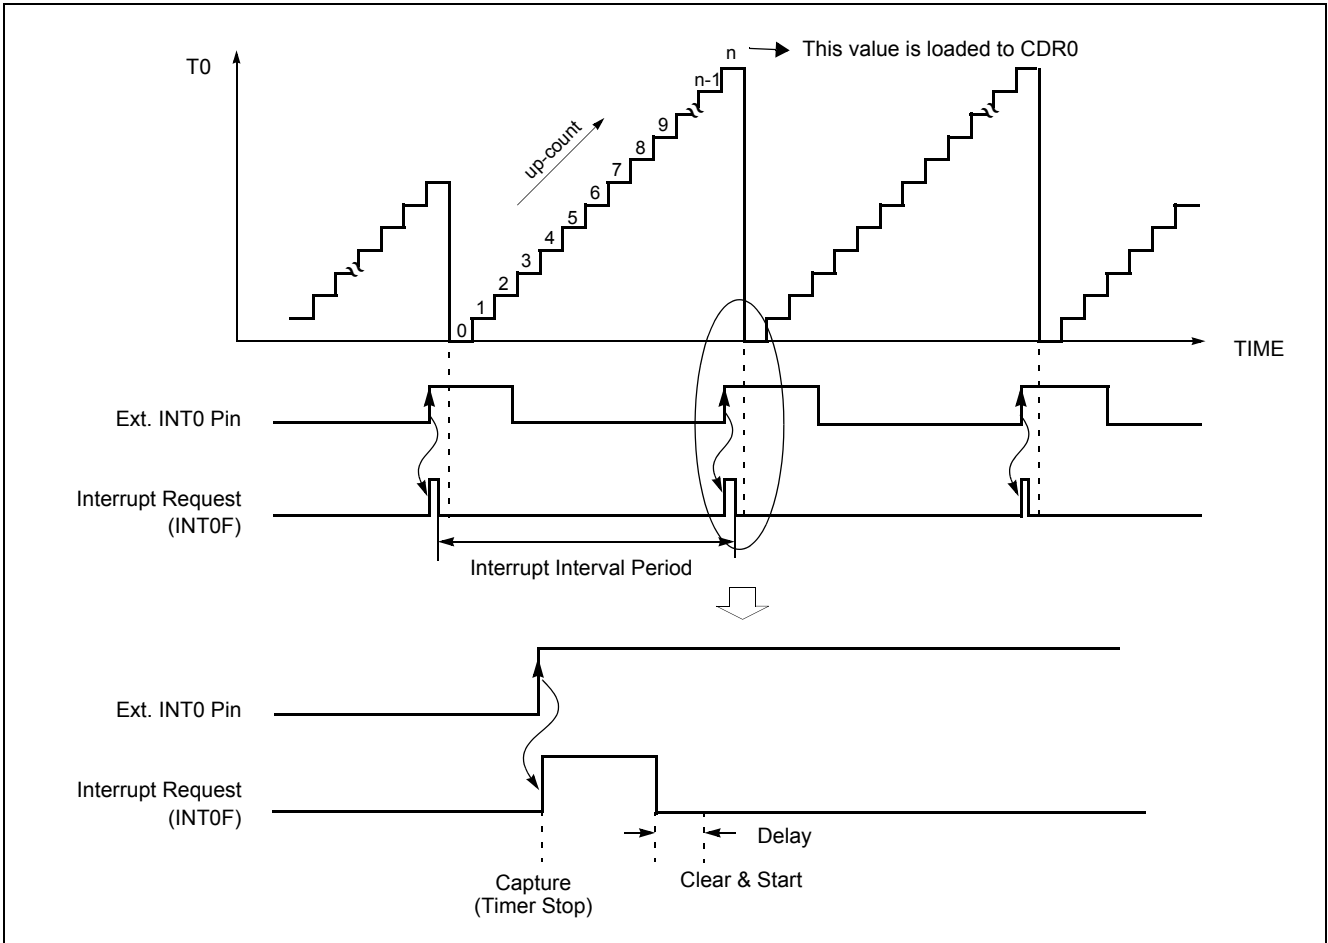 n
This value is loaded to CDR0
T0
n-1
9
up-count
8
7
6
5
4
3
2
1
0
TIME
Ext. INT0 Pin
Interrupt Request
(INT0F)
Interrupt Interval Period
Ext. INT0 Pin
Interrupt Request
(INT0F)
Delay
Capture
(Timer Stop)
Clear & Start